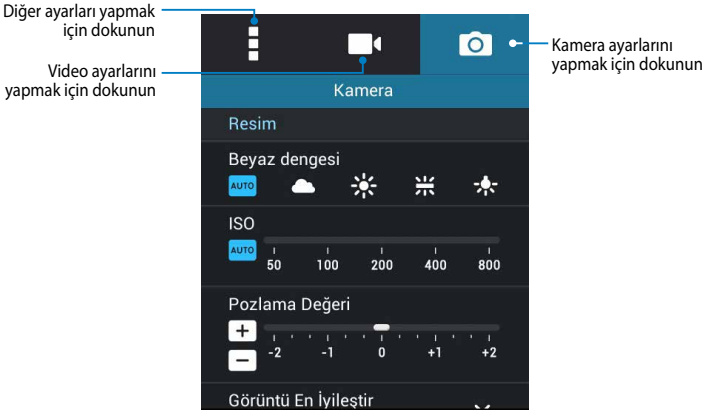 Diğer ayarları yapmak
için dokunun
Video ayarlarını
yapmak için dokunun
Kamera ayarlarını
yapmak için dokunun
Kamera
Resim
Beyaz dengesi
AUTO
ISO
AUTO
50 100 200 400 800
Pozlama Değeri
+
-2 -1 0 +1 +2
−
Görüntü En İyileştir